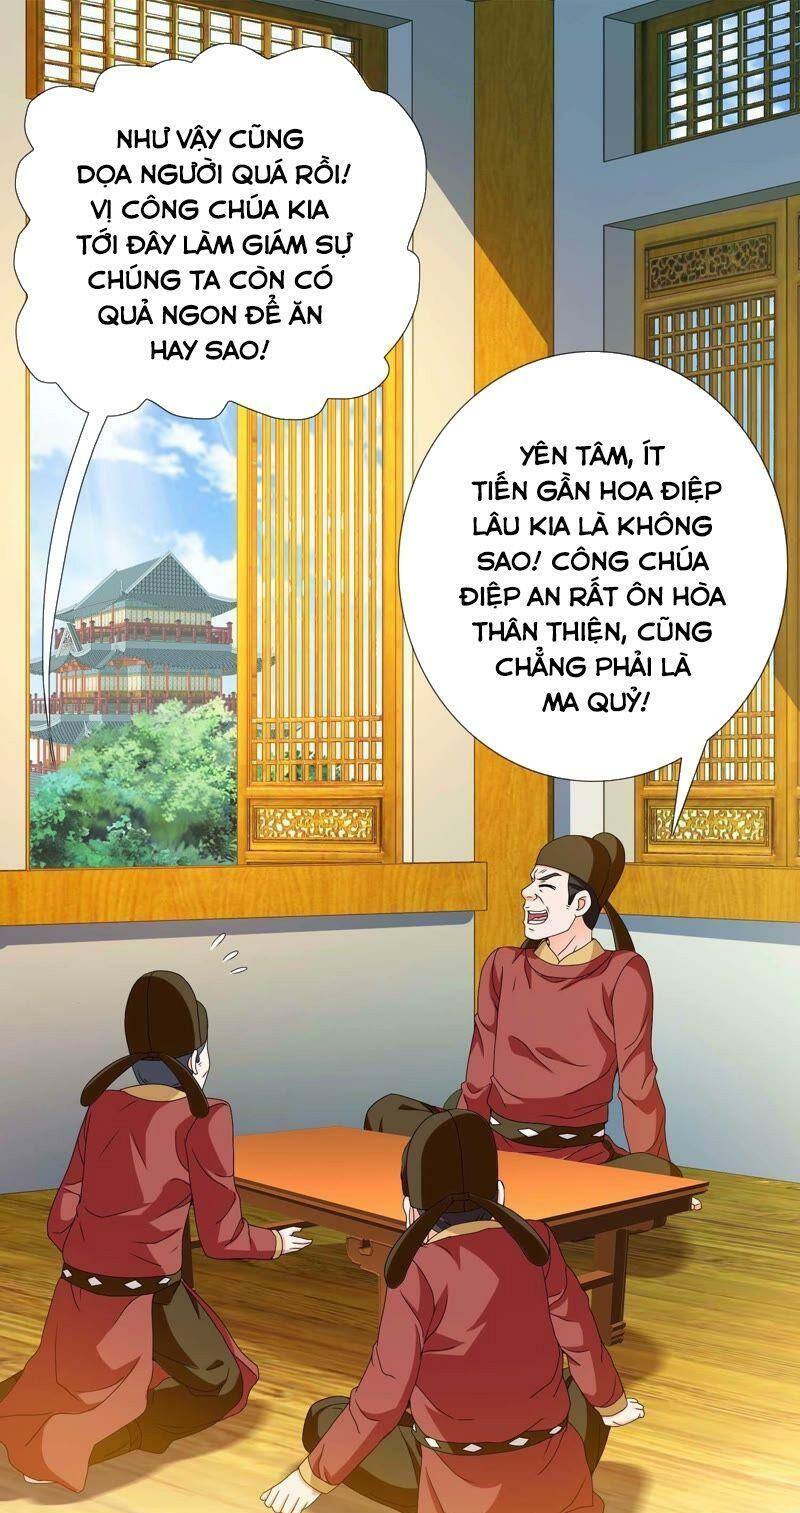 NHƯ VẬY CŨNG
DỌA NGƯỜI QUÁ RỒI!
VỊ CÔNG CHÚA KIA
TỚI ĐÂY LÀM GIÁM SỰ
CHÚNG TA CÒN CÓ
QUẢ NGON ĐỂ ĂN
HAY SAO!
YÊN TÂM, ÍT
TIẾN GẦN HOA ĐIỆP
LÂU KIA LÀ KHÔNG
SAO! CÔNG CHÚA
ĐIỆP AN RẤT ÔN HÒA
THÂN THIỆN, CŨNG
CHẲNG PHẢI LÀ
MA QUỶ!